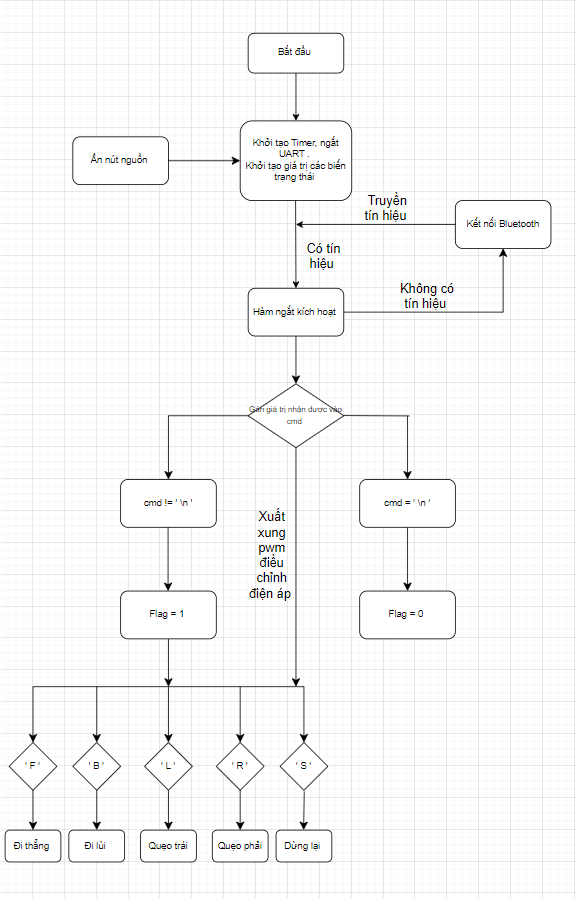 Bắt đầu
Khởi tạo Timer, ngắt
UART .
Khởi tạo giá trị các biến
trạng thái
Ấn nút nguồn
Truyền
tín hiệu
Kết nối Bluetooth
Có tín
hiệu
Không có
tín hiệu
Hàm ngắt kích hoạt
Gán giá trị nhận được vào
cmd
cmd != ' \n '
cmd = ' \n '
Xuất
xung
pwm
điều
chỉnh
điện áp
Flag = 1
Flag = 0
' F '
' B '
' L '
' R '
' S '
Đi thẳng
Đi lùi
Quẹo trái
Quẹo phải
Dừng lại